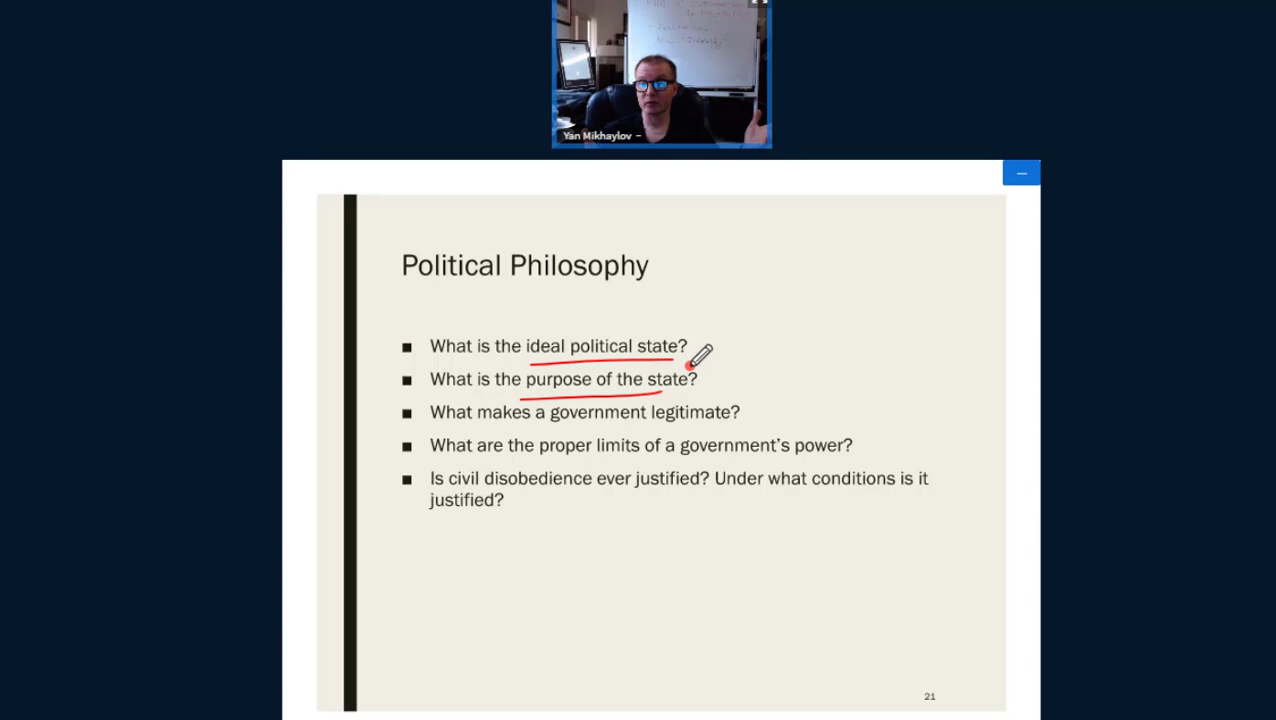 Yan Mikhaylov -
Political Philosophy
■ What is the ideal political state?
■ What is the purpose of the state?
■ What makes a government legitimate?
■ What are the proper limits of a government's power?
■ Is civil disobedience ever justified? Under what conditions is it
justified?
21